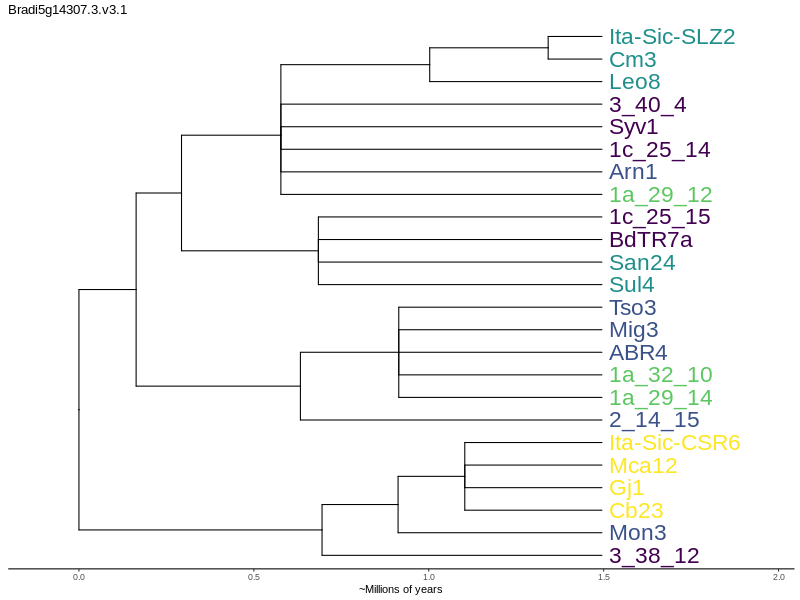 Bradi5g14307.3.v3.1
Ita-Sic-SLZ2
Cm3
Leo8
3_40_4
Syv1
1c_25_14
Arn1
1a_29_12
1c_25_15
BdTR7a
San24
Sul4
Tso3
Mig3
ABR4
1a_32_10
1a_29_14
2_14_15
Ita-Sic-CSR6
Mca12
Gj1
Cb23
Mon3
3_38_12
0.0 0.5 1.0 1.5 2.0
~Millions of years